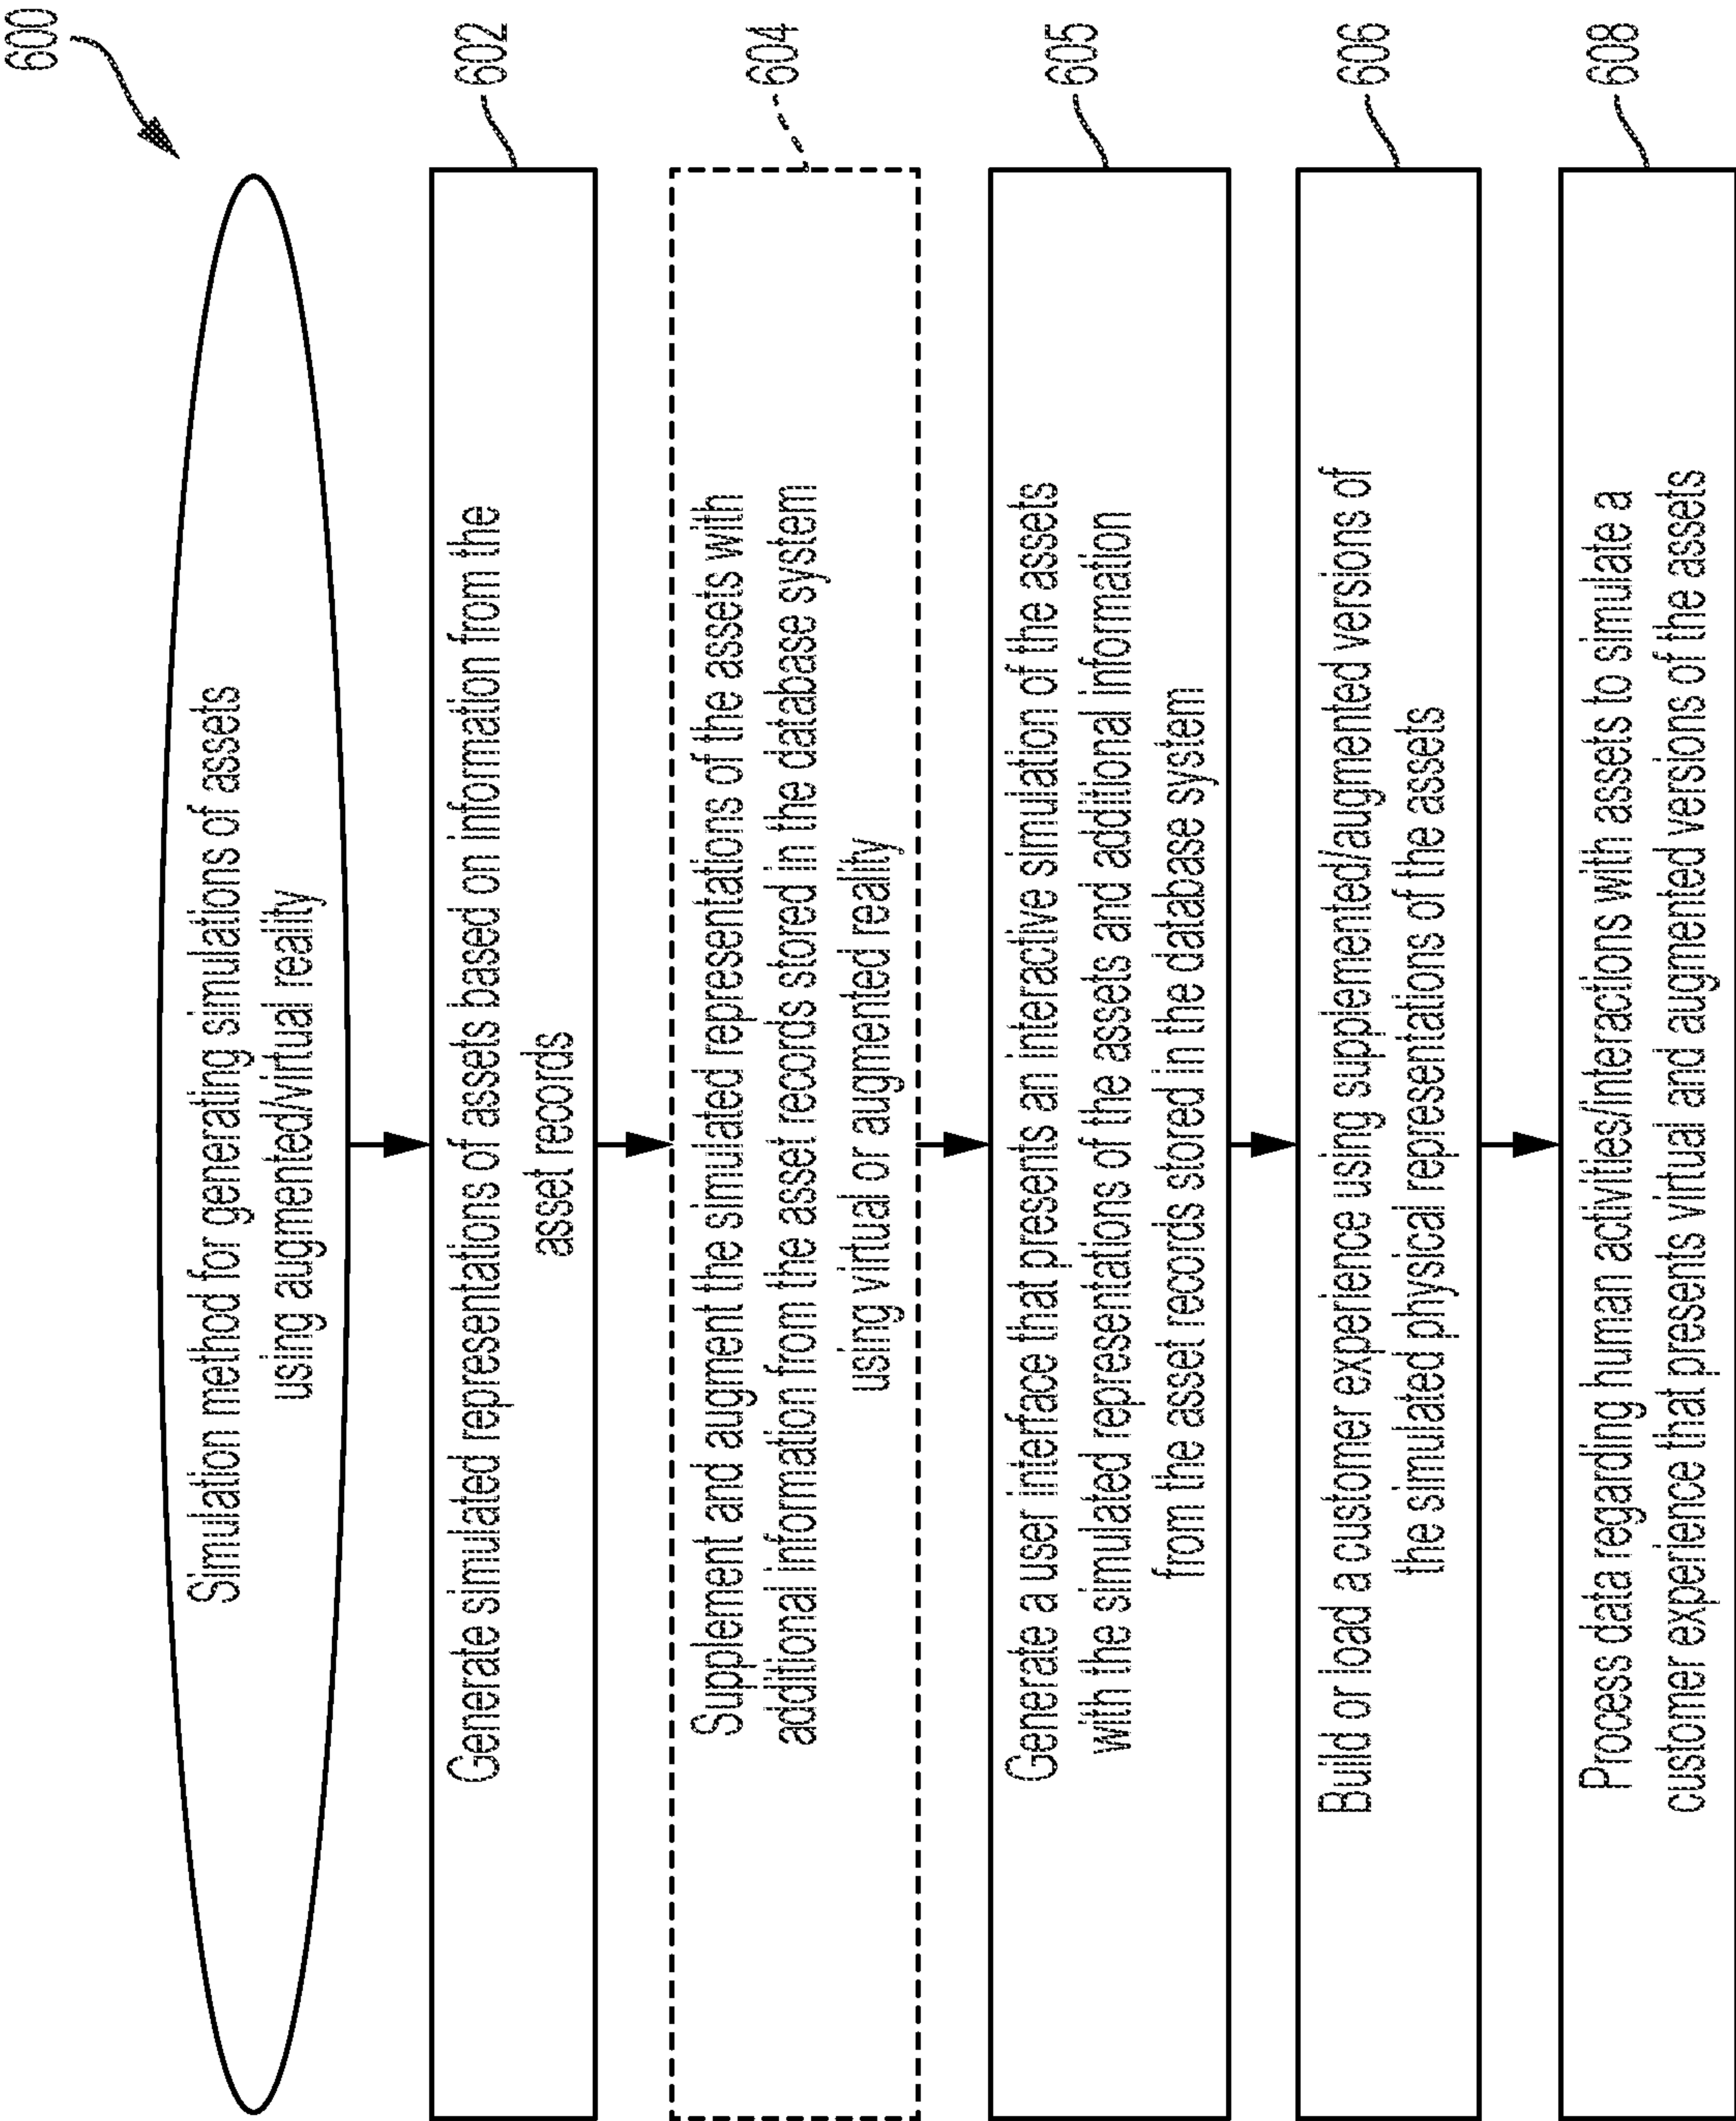 600
Simulation method for generating simulations of assets
using augmented/virtual reality
602
Generate simulated representations of assets based on information from the
asset records
604
Supplement and augment the simulated representations of the assets with
additional information from the asset records stored in the database system
using virtual or augmented reality
605
Generate a user interface that presents an interactive simulation of the assets
with the simulated representations of the assets and additional information
from the asset records stored in the database system
606
Build or load a customer experience using supplemented/augmented versions of
the simulated physical representations of the assets
608
Process data regarding human activities/interactions with assets to simulate a
customer experience that presents virtual and augmented versions of the assets